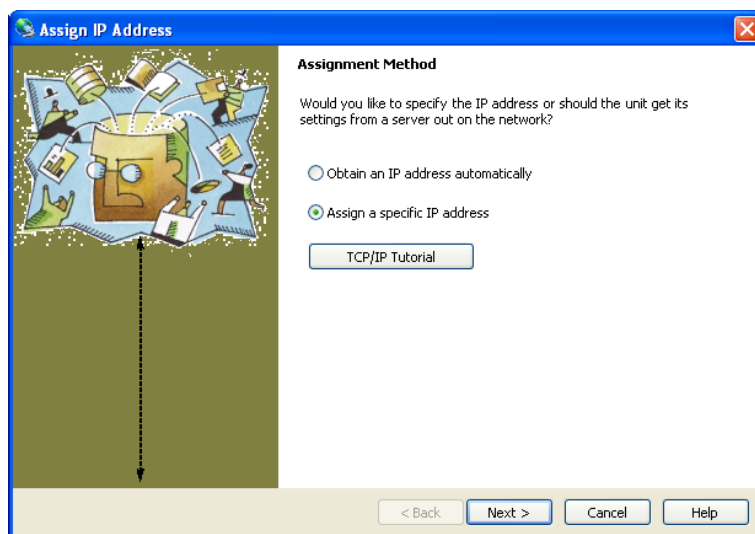 Assign IP Address
Assignment Method
Would you like to specify the IP address or should the unit get its
settings from a server out on the network?
Obtain an IP address automatically
Assign a specific IP address
TCP/IP Tutorial
< Back
Next >
Cancel
Help